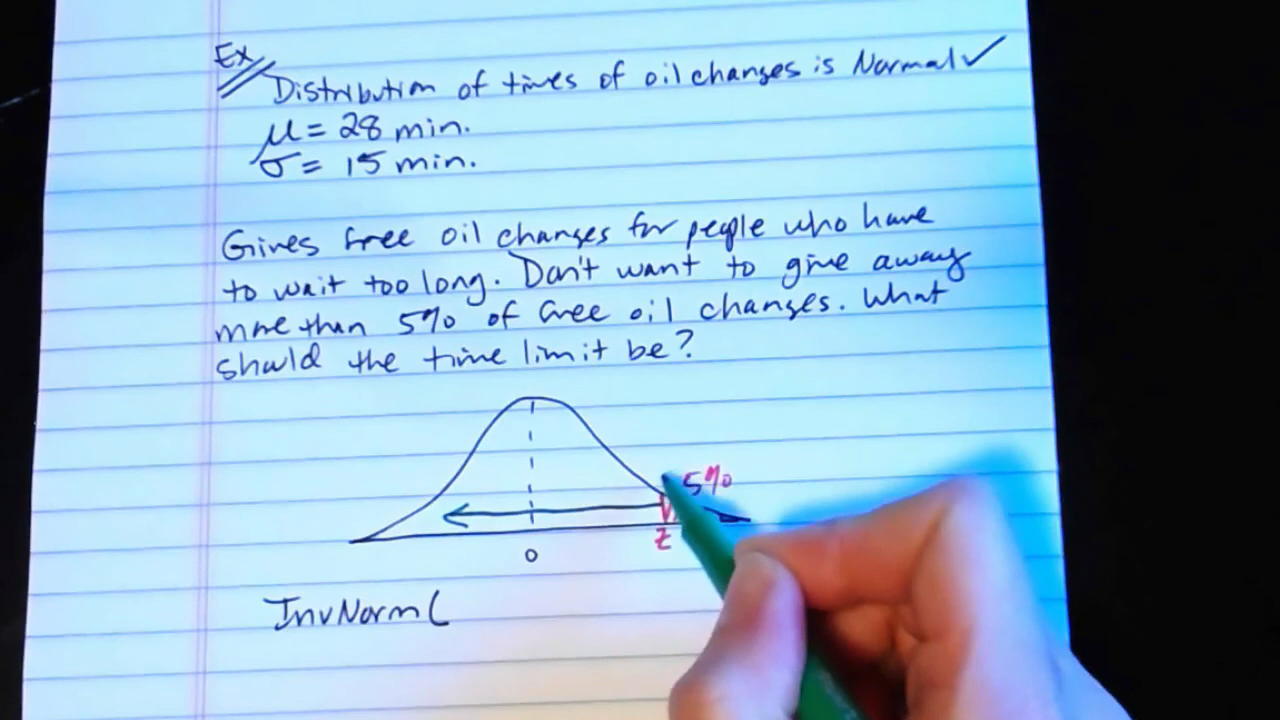 Ex
Distribution of times of oil changes is Normal✓
μ = 28 min.
σ = 15 min.
Gives free oil changes for people who have
to wait too long. Don't want to give away
more than 5% of free oil changes. What
should the time limit be?
5%
z
0
InvNorm(